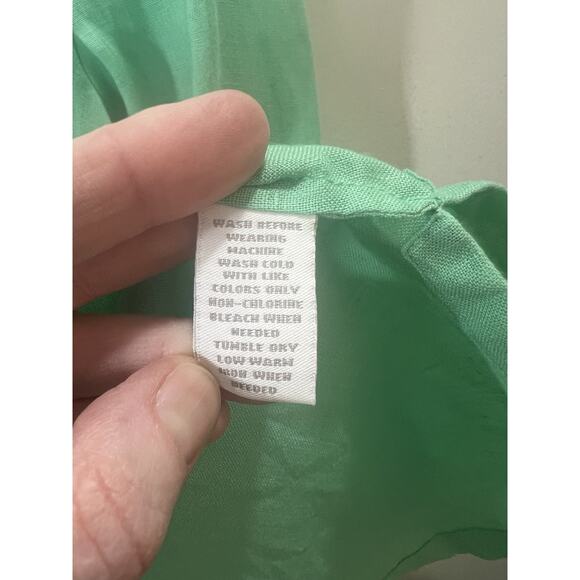 WASH BEFORE
WEARING
MACHINE
WASH COLD
WITH LIKE
COLORS ONLY
NON-CHLORINE
BLEACH WHEN
NEEDED
TUMBLE DRY
LOW WARM
IRON WHEN
NEEDED